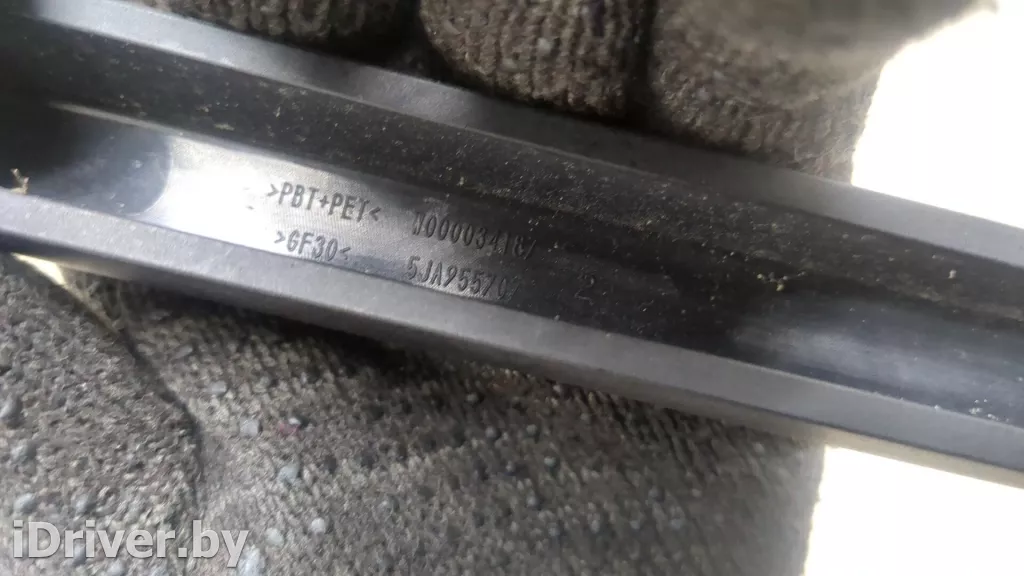 >PBT+PET<
>GF30<
5JA955707
iDriver.by